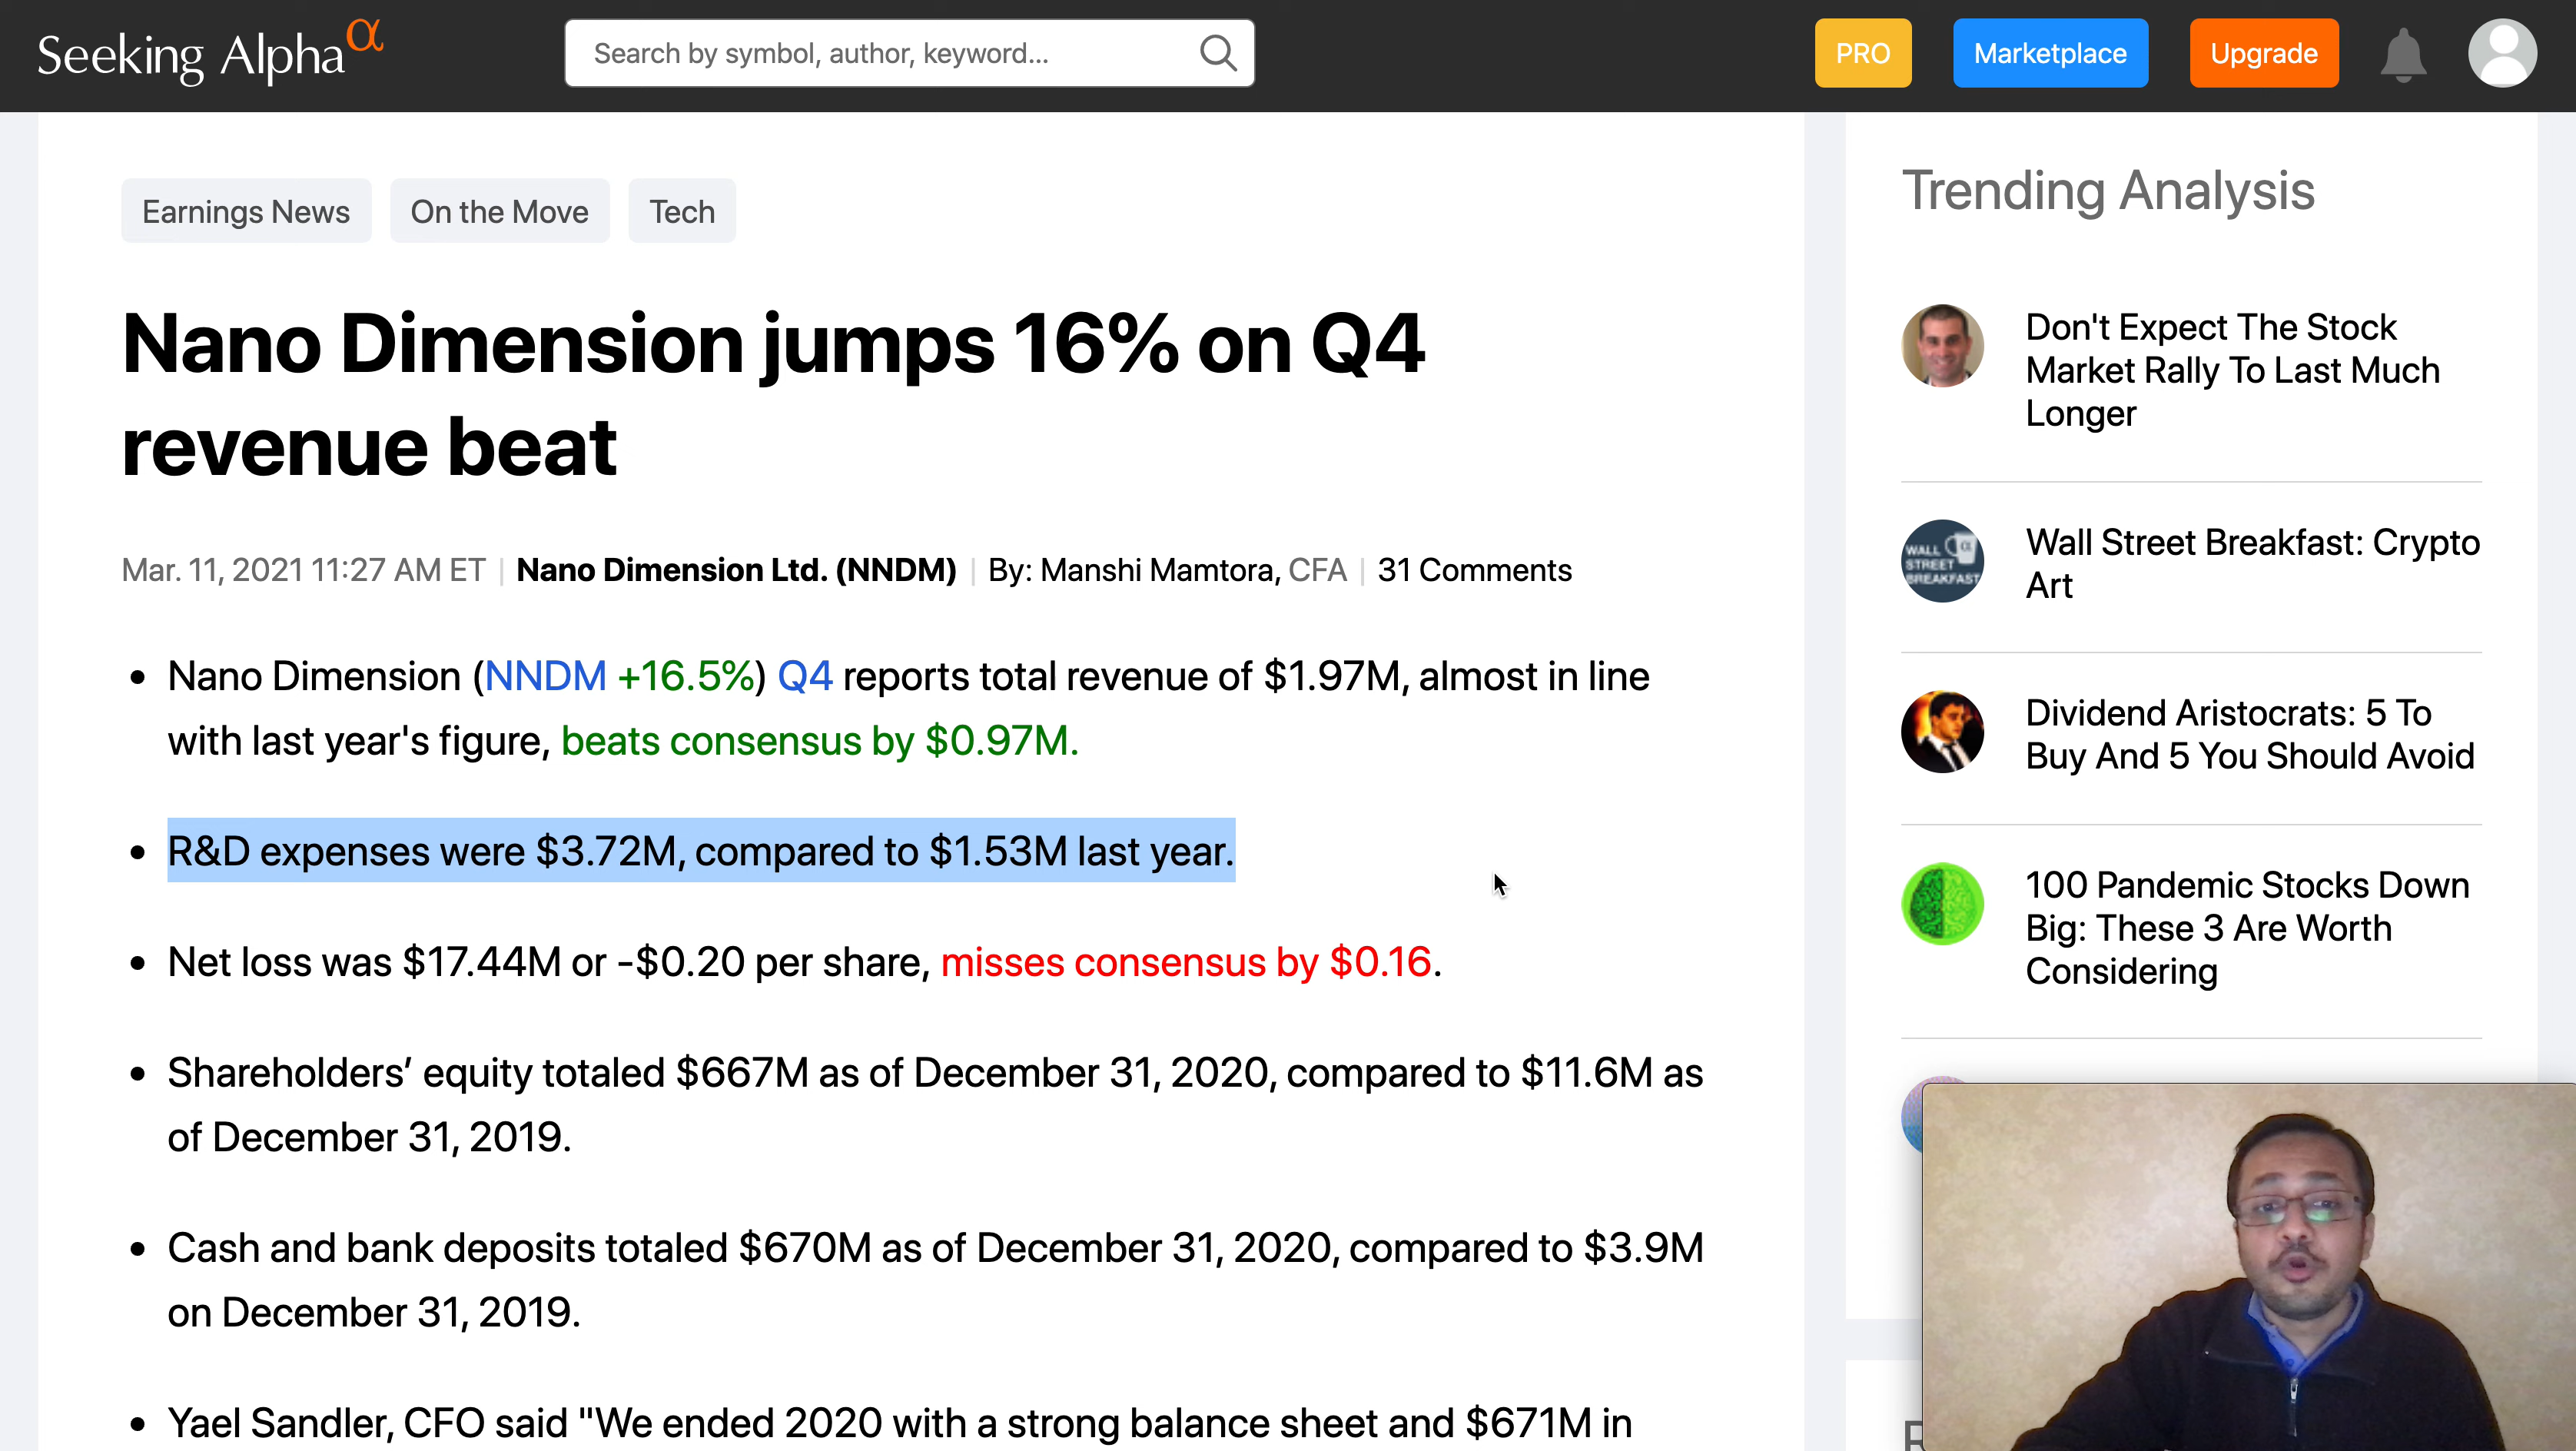 Seeking Alpha α
Search by symbol, author, keyword...
PRO
Marketplace
Upgrade
Earnings News
On the Move
Tech
Nano Dimension jumps 16% on Q4
revenue beat
Mar. 11, 2021 11:27 AM ET | Nano Dimension Ltd. (NNDM) | By: Manshi Mamtora, CFA | 31 Comments
• Nano Dimension (NNDM +16.5%) Q4 reports total revenue of $1.97M, almost in line
with last year's figure, beats consensus by $0.97M.
• R&D expenses were $3.72M, compared to $1.53M last year.
• Net loss was $17.44M or -$0.20 per share, misses consensus by $0.16.
• Shareholders’ equity totaled $667M as of December 31, 2020, compared to $11.6M as
of December 31, 2019.
• Cash and bank deposits totaled $670M as of December 31, 2020, compared to $3.9M
on December 31, 2019.
• Yael Sandler, CFO said "We ended 2020 with a strong balance sheet and $671M in
Trending Analysis
Don't Expect The Stock
Market Rally To Last Much
Longer
WALL
STREET
BREAKFAST
α
Wall Street Breakfast: Crypto
Art
Dividend Aristocrats: 5 To
Buy And 5 You Should Avoid
100 Pandemic Stocks Down
Big: These 3 Are Worth
Considering